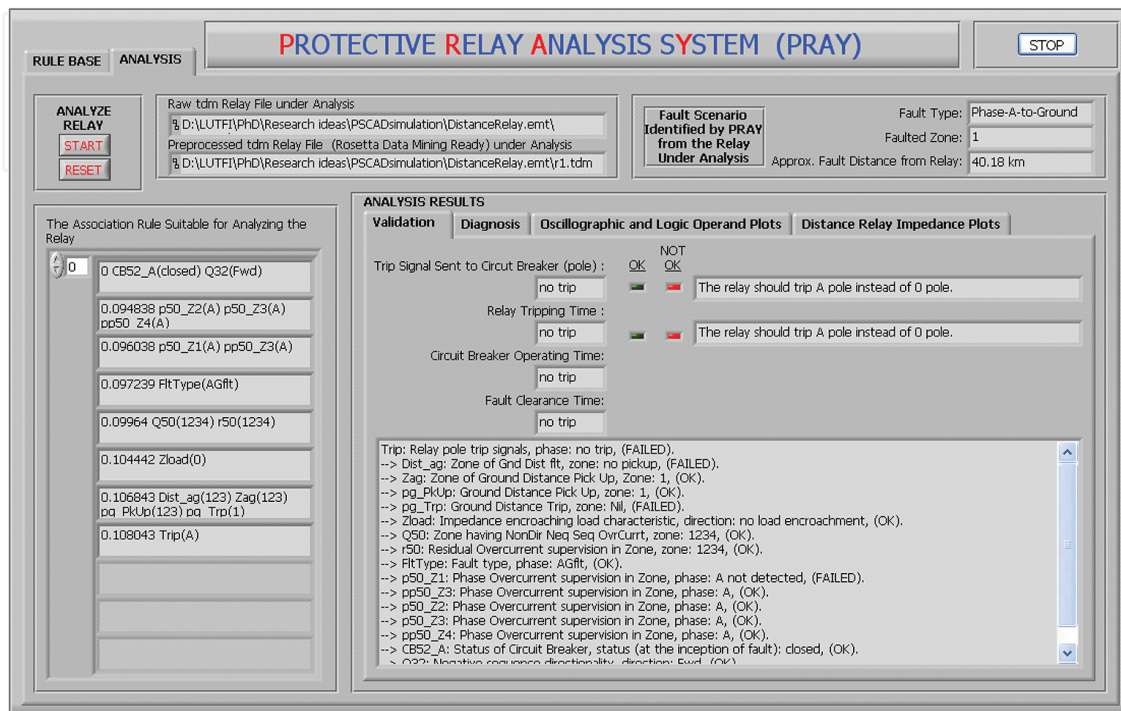 PROTECTIVE RELAY ANALYSIS SYSTEM (PRAY)
STOP
RULE BASE
ANALYSIS
ANALYZE
RELAY
START
RESET
Raw tdm Relay File under Analysis
D:\LUTFI\PhD\Research ideas\PSCADsimulation\DistanceRelay.emt\
Preprocessed tdm Relay File (Rosetta Data Mining Ready) under Analysis
D:\LUTFI\PhD\Research ideas\PSCADsimulation\DistanceRelay.emt\r1.tdm
Fault Scenario
Identified by PRAY
from the Relay
Under Analysis
Fault Type: Phase-A-to-Ground
Faulted Zone: 1
Approx. Fault Distance from Relay: 40.18 km
The Association Rule Suitable for Analyzing the
Relay
0
0 CB52_A(closed) Q32(Fwd)
0.094838 p50_Z2(A) p50_Z3(A)
pp50_Z4(A)
0.096038 p50_Z1(A) pp50_Z3(A)
0.097239 FltType(AGflt)
0.09964 Q50(1234) r50(1234)
0.104442 Zload(0)
0.106843 Dist_ag(123) Zag(123)
pg_PkUp(123) pg_Trp(1)
0.108043 Trip(A)
ANALYSIS RESULTS
Validation
Diagnosis
Oscillographic and Logic Operand Plots
Distance Relay Impedance Plots
NOT
Trip Signal Sent to Circut Breaker (pole) : OK OK
no trip
The relay should trip A pole instead of 0 pole.
Relay Tripping Time :
no trip
The relay should trip A pole instead of 0 pole.
Circuit Breaker Operating Time:
no trip
Fault Clearance Time:
no trip
Trip: Relay pole trip signals, phase: no trip, (FAILED).
--> Dist_ag: Zone of Gnd Dist flt, zone: no pickup, (FAILED).
--> Zag: Zone of Ground Distance Pick Up, Zone: 1, (OK).
--> pg_PkUp: Ground Distance Pick Up, zone: 1, (OK).
--> pg_Trp: Ground Distance Trip, zone: Nil, (FAILED).
--> Zload: Impedance encroaching load characteristic, direction: no load encroachment, (OK).
--> Q50: Zone having NonDir Neg Seq OvrCurrt, zone: 1234, (OK).
--> r50: Residual Overcurrent supervision in Zone, zone: 1234, (OK).
--> FltType: Fault type, phase: AGflt, (OK).
--> p50_Z1: Phase Overcurrent supervision in Zone, phase: A not detected, (FAILED).
--> pp50_Z3: Phase Overcurrent supervision in Zone, phase: A, (OK).
--> p50_Z2: Phase Overcurrent supervision in Zone, phase: A, (OK).
--> p50_Z3: Phase Overcurrent supervision in Zone, phase: A, (OK).
--> pp50_Z4: Phase Overcurrent supervision in Zone, phase: A, (OK).
--> CB52_A: Status of Circuit Breaker, status (at the inception of fault): closed, (OK).
--> Q32: Negative sequence directionality, direction: Fwd, (OK).